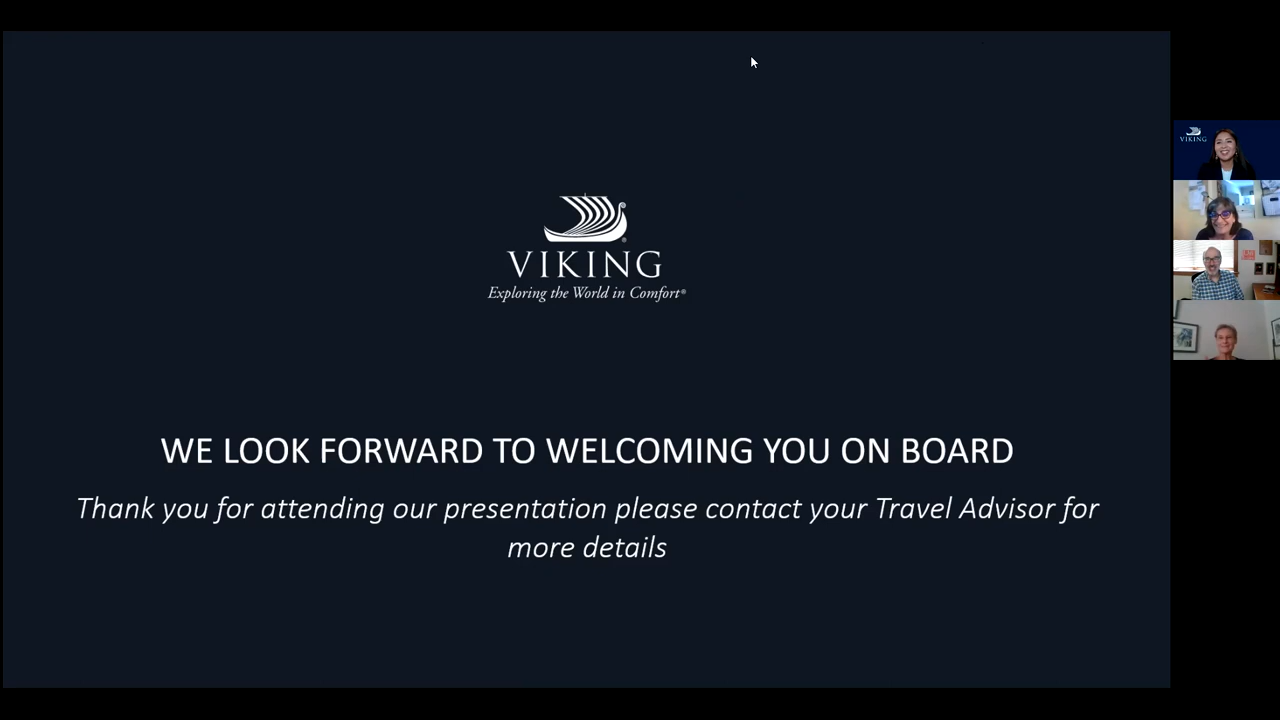 VIKING
Exploring the World in Comfort®
WE LOOK FORWARD TO WELCOMING YOU ON BOARD
Thank you for attending our presentation please contact your Travel Advisor for
more details
VIKING